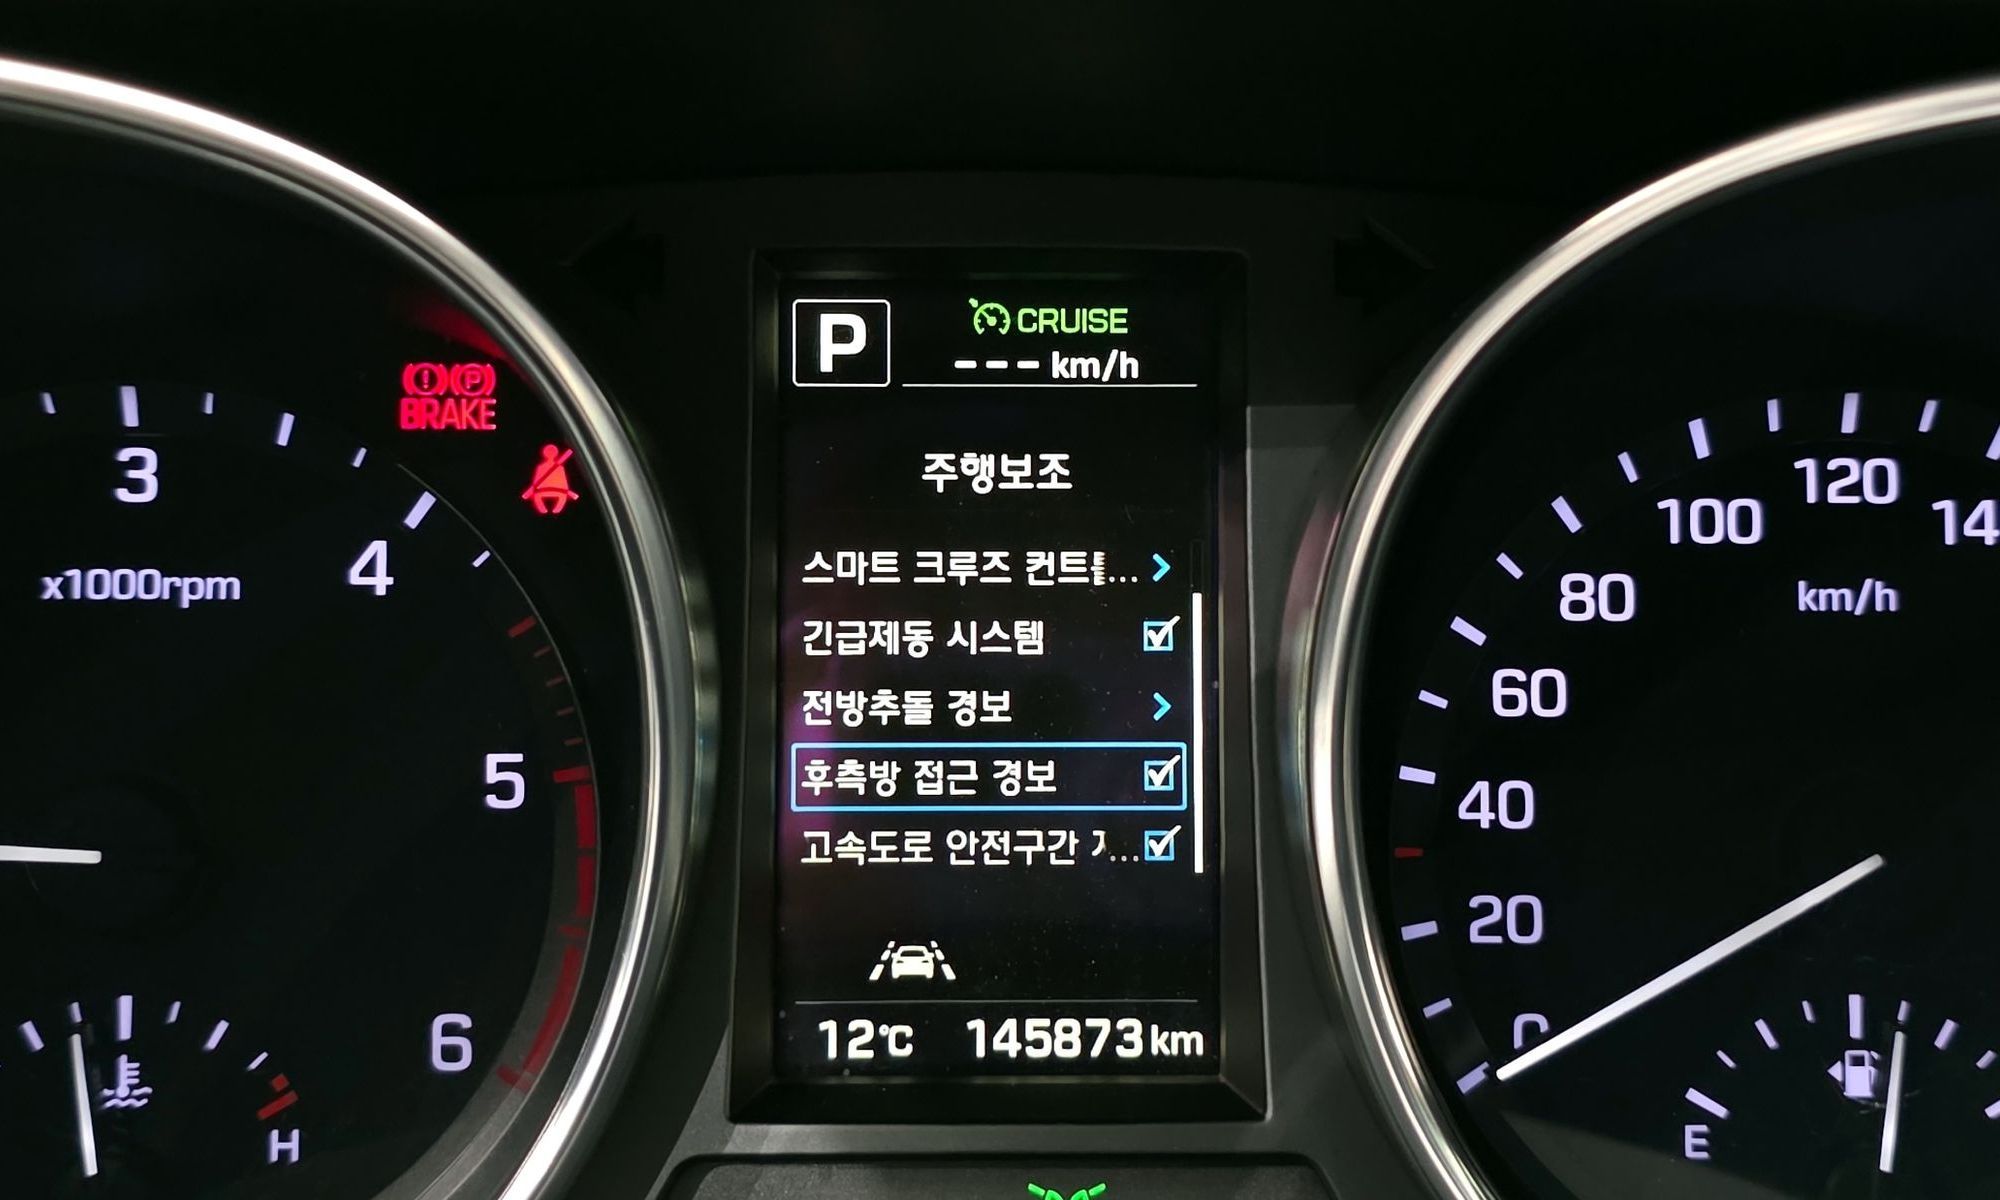 P
CRUISE
--- km/h
주행보조
스마트 크루즈 컨트롤...
긴급제동 시스템
전방추돌 경보
후측방 접근 경보
고속도로 안전구간 ...
12°C 145873 km
P
BRAKE
3
4
5
6
x1000rpm
H
0
20
40
60
80
100
120
km/h
E